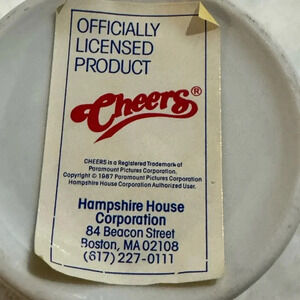 OFFICIALLY
LICENSED
PRODUCT
Cheers®
CHEERS is a Registered Trademark of
Paramount Pictures Corporation.
Copyright © 1987 Paramount Pictures Corporation
Hampshire House Corporation Authorized User.
Hampshire House
Corporation
84 Beacon Street
Boston, MA 02108
(617) 227-0111